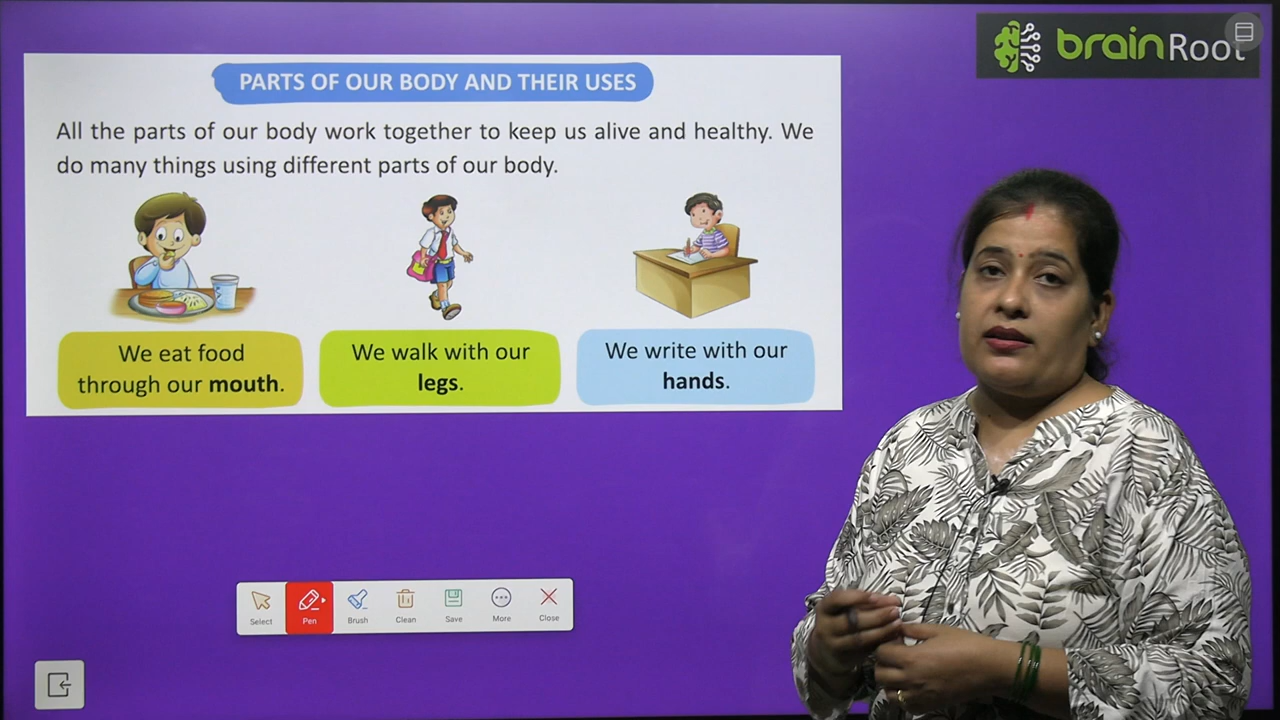 brainRoot
PARTS OF OUR BODY AND THEIR USES
All the parts of our body work together to keep us alive and healthy. We
do many things using different parts of our body.
We eat food
through our mouth.
We walk with our
legs.
We write with our
hands.
Select
Pen
Brush
Clean
Save
More
Close